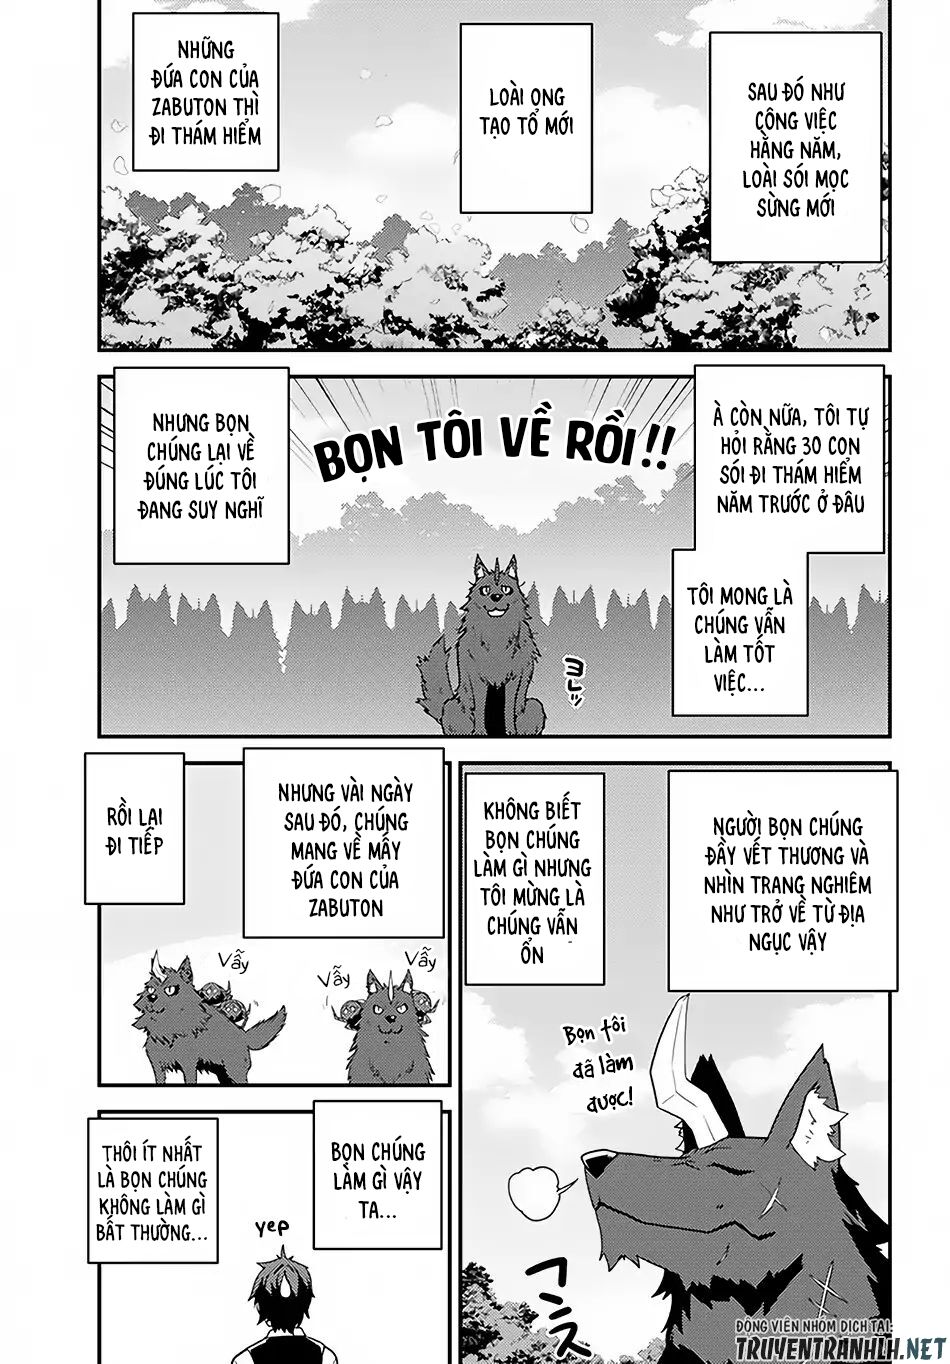 SAU ĐÓ NHƯ
CÔNG VIỆC
HẰNG NĂM,
LOÀI SÓI MỌC
SỪNG MỚI
LOÀI ONG
TẠO TỔ MỚI
NHỮNG
ĐỨA CON CỦA
ZABUTON THÌ
ĐI THÁM HIỂM
À CÒN NỮA, TÔI TỰ
HỎI RẰNG 30 CON
SÓI ĐI THÁM HIỂM
NĂM TRƯỚC Ở ĐÂU
TÔI MONG LÀ
CHÚNG VẪN
LÀM TỐT
VIỆC...
BỌN TÔI VỀ RỒI!!
NHƯNG BỌN
CHÚNG LẠI VỀ
ĐÚNG LÚC TÔI
ĐANG SUY NGHĨ
ヨレッ
NGƯỜI BỌN CHÚNG
ĐẦY VẾT THƯƠNG VÀ
NHÌN TRANG NGHIÊM
NHƯ TRỞ VỀ TỪ ĐỊA
NGỤC VẬY
KHÔNG BIẾT
BỌN CHÚNG
LÀM GÌ NHƯNG
TÔI MỪNG LÀ
CHÚNG VẪN
ỔN
Bọn tôi
đã làm
được!
フンス
NHƯNG VÀI NGÀY
SAU ĐÓ, CHÚNG
MANG VỀ MẤY
ĐỨA CON CỦA
ZABUTON
RỒI LẠI
ĐI TIẾP
Vẫy
Vẫy
Vẫy
BỌN CHÚNG
LÀM GÌ VẬY
TA...
THÔI ÍT NHẤT
LÀ BỌN CHÚNG
KHÔNG LÀM GÌ
BẤT THƯỜNG...
yep
ĐỘNG VIÊN NHÓM DỊCH TẠI:
TRUYENTRANHLH.NET